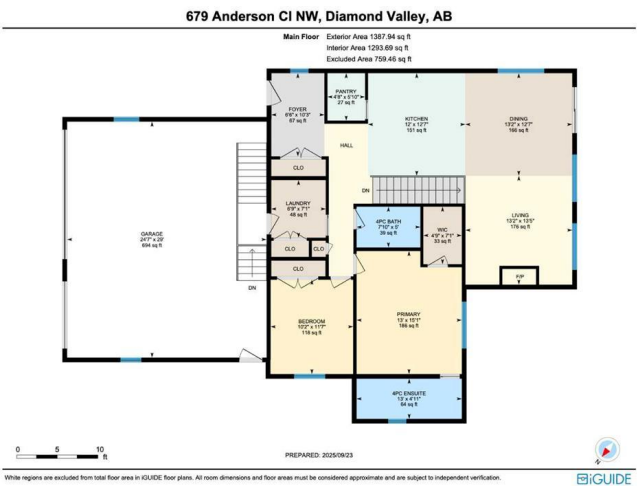 679 Anderson Cl NW, Diamond Valley, AB
Main Floor Exterior Area 1387.94 sq ft
Interior Area 1293.69 sq ft
Excluded Area 759.46 sq ft
PANTRY
4'8" x 5'10"
27 sq ft
FOYER
6'6" x 10'3"
67 sq ft
KITCHEN
12' x 12'7"
151 sq ft
DINING
13'2" x 12'7"
166 sq ft
HALL
CLO
DN
LAUNDRY
6'9" x 7'1"
48 sq ft
4PC BATH
7'10" x 5'
39 sq ft
WIC
4'9" x 7'1"
33 sq ft
LIVING
13'2" x 13'5"
176 sq ft
GARAGE
24'7" x 29'
694 sq ft
CLO
CLO
CLO
F/P
DN
BEDROOM
10'2" x 11'7"
118 sq ft
PRIMARY
13' x 15'1"
186 sq ft
4PC ENSUITE
13' x 4'11"
64 sq ft
0 5 10
ft
PREPARED: 2025/09/23
N
White regions are excluded from total floor area in iGUIDE floor plans. All room dimensions and floor areas must be considered approximate and are subject to independent verification.
iGUIDE